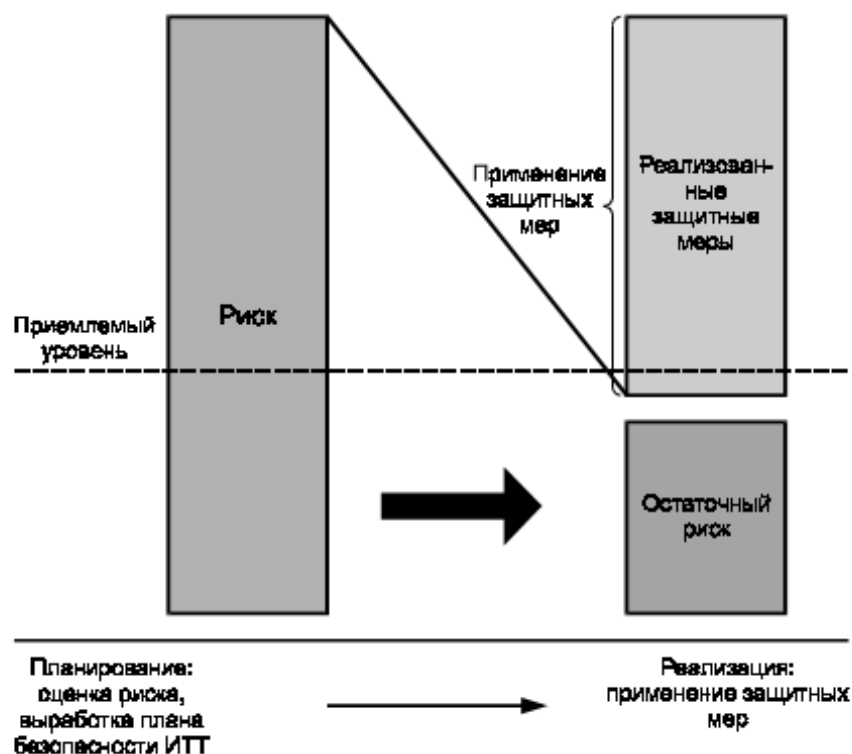 Применение
защитных
мер
Реализован-
ные
защитные
меры
Риск
Приемлемый
уровень
Остаточный
риск
Планирование:
оценка риска,
выработка плана
безопасности ИТТ
Реализация:
применение защитных
мер